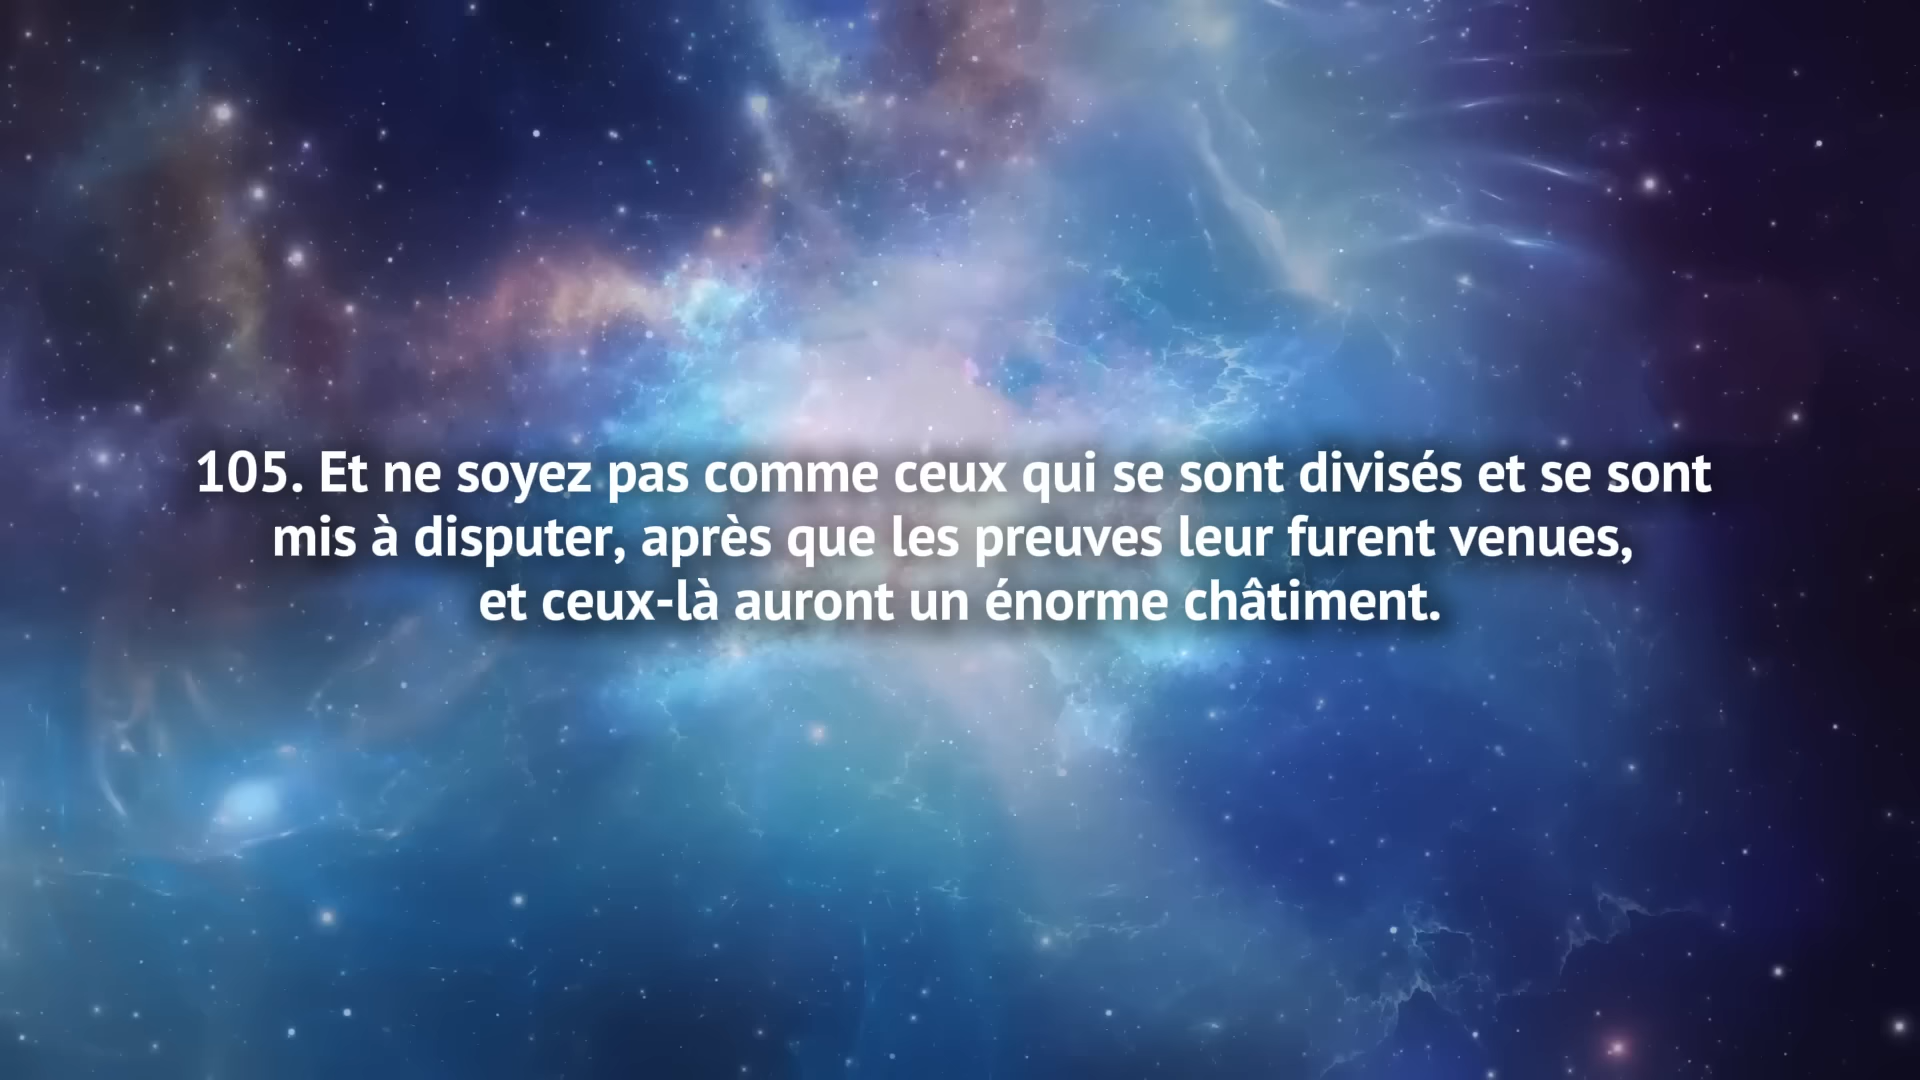 105. Et ne soyez pas comme ceux qui se sont divisés et se sont
mis à disputer, après que les preuves leur furent venues,
et ceux-là auront un énorme châtiment.